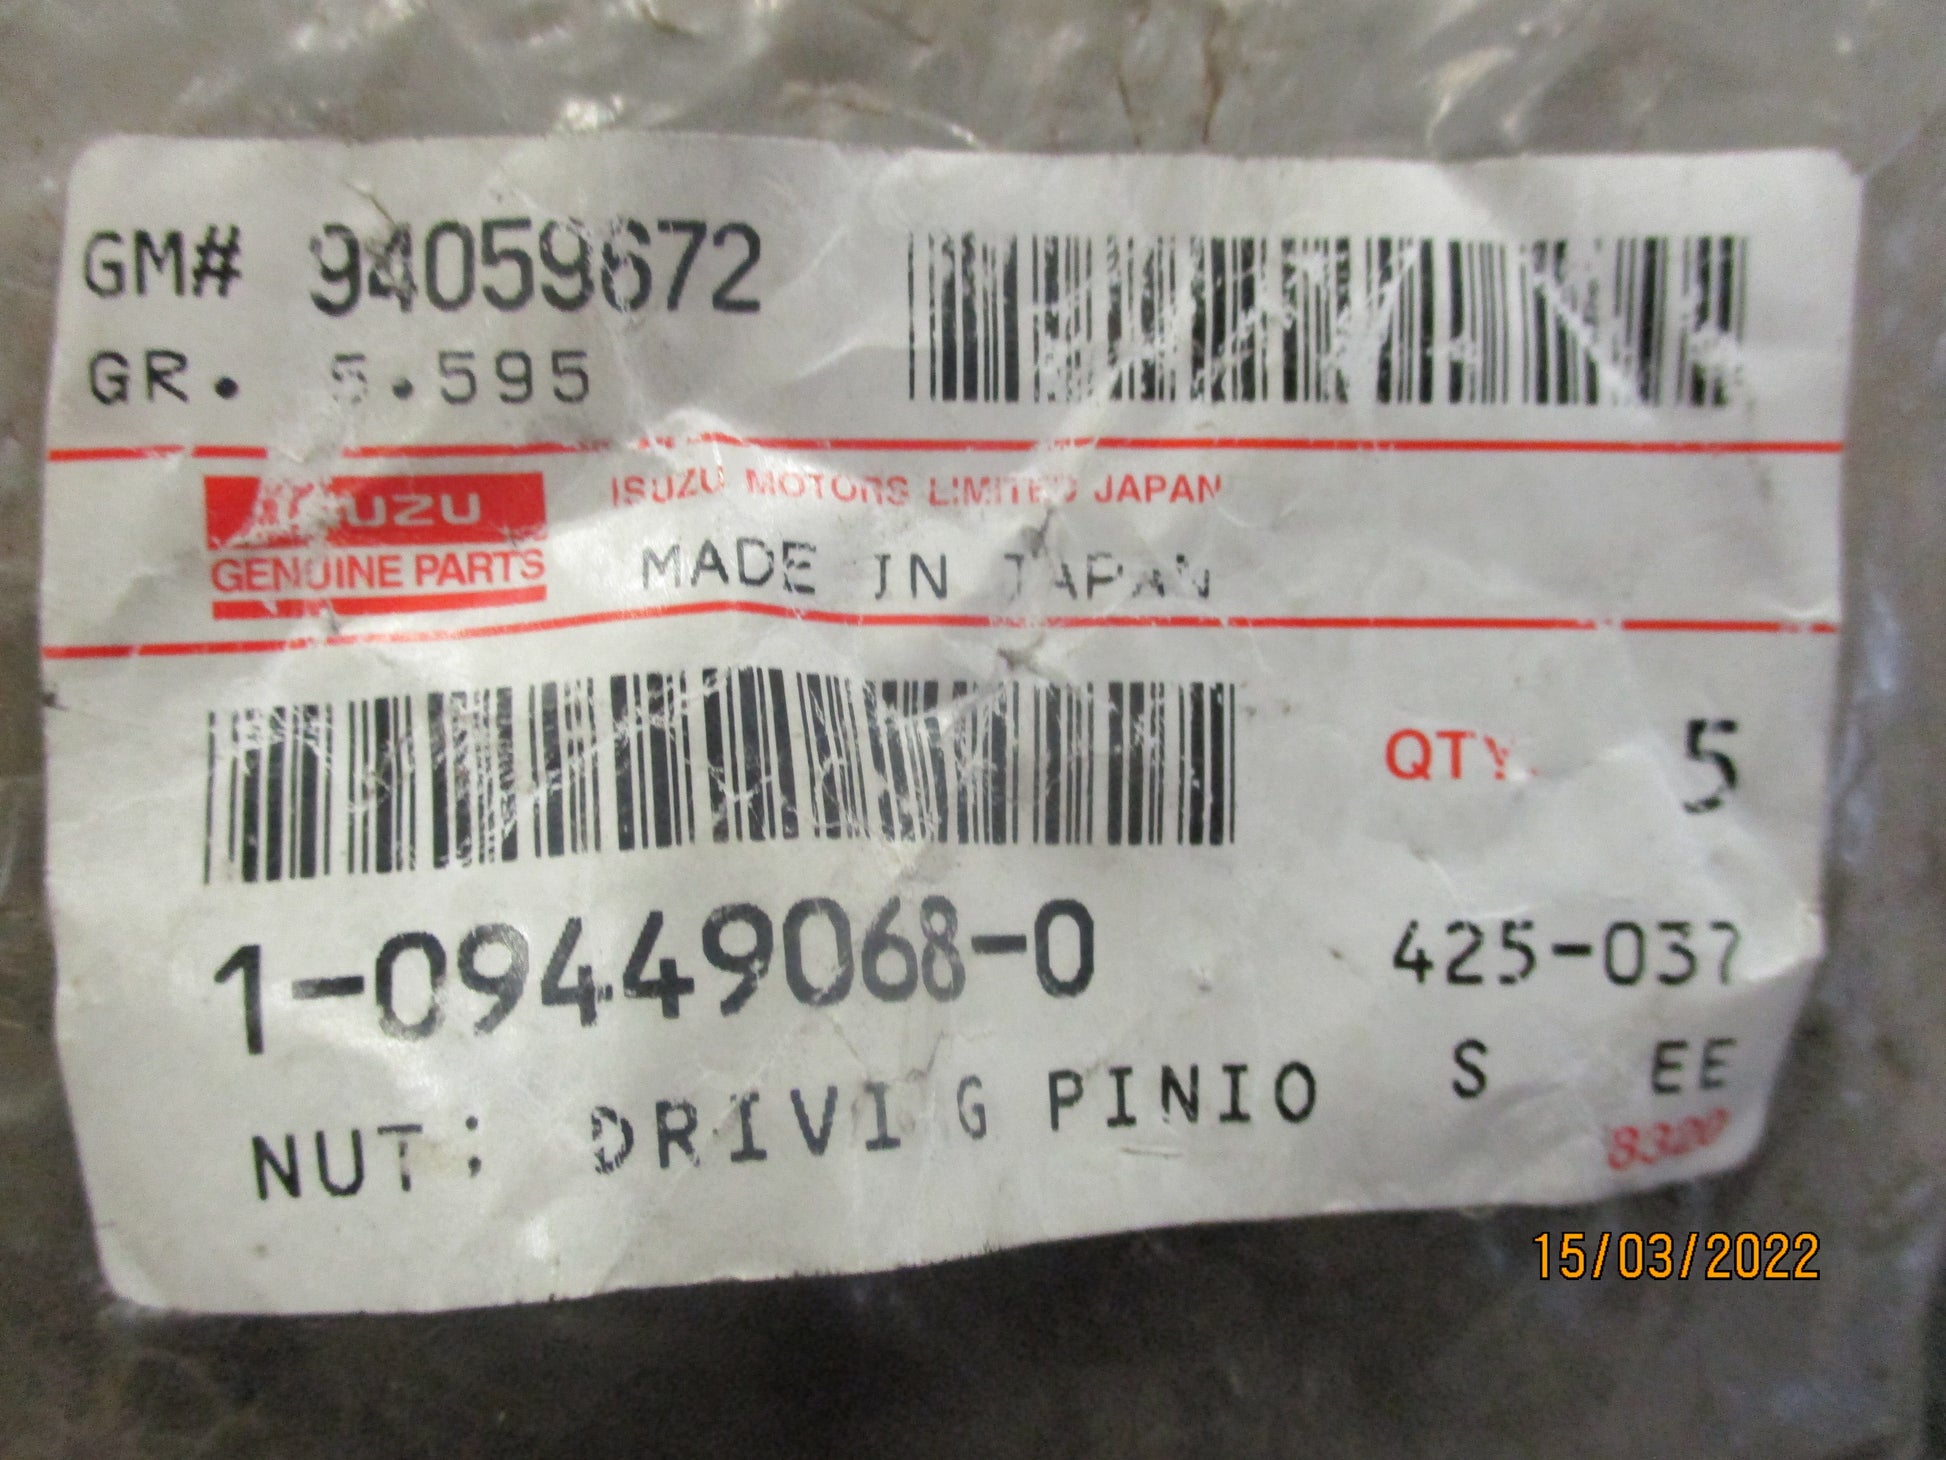 GM# 94059672
GR. 5.595
ISUZU
GENUINE PARTS
ISUZU MOTORS LIMITED JAPAN
MADE IN JAPAN
QTY. 5
1-09449068-0
425-037
NUT; DRIVI G PINIO
S EE
8320
15/03/2022